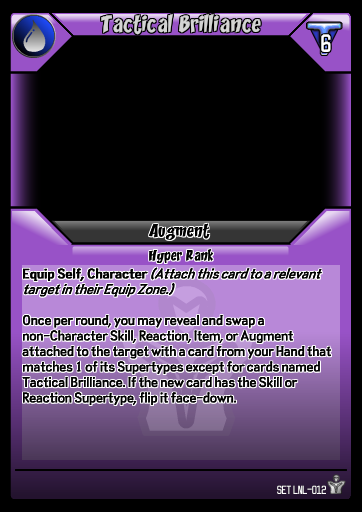 Tactical Brilliance
6
Augment
Hyper Rank
Equip Self, Character (Attach this card to a relevant
target in their Equip Zone.)
Once per round, you may reveal and swap a
non-Character Skill, Reaction, Item, or Augment
attached to the target with a card from your Hand that
matches 1 of its Supertypes except for cards named
Tactical Brilliance. If the new card has the Skill or
Reaction Supertype, flip it face-down.
SET LNL-012